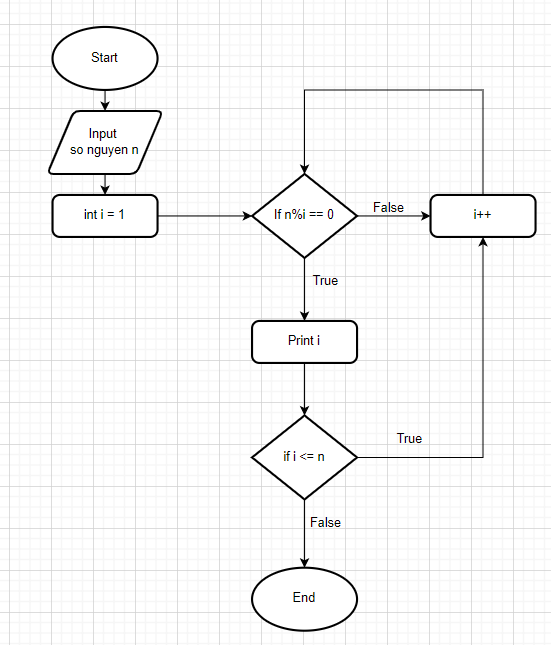 Start
Input
so nguyen n
int i = 1
If n%i == 0
False
i++
True
Print i
if i <= n
True
False
End